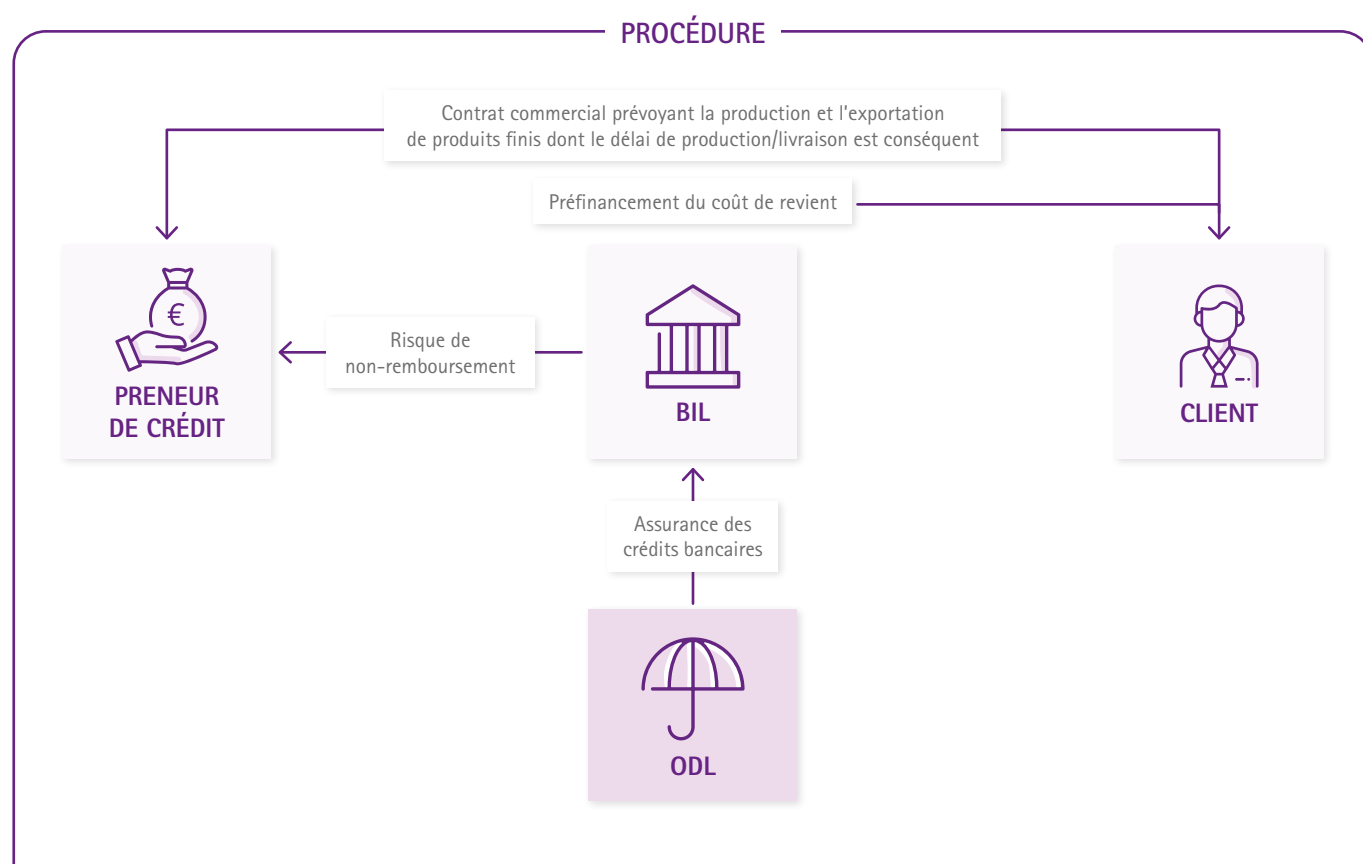 PROCÉDURE
Contrat commercial prévoyant la production et l'exportation
de produits finis dont le délai de production/livraison est conséquent
Préfinancement du coût de revient
€
PRENEUR
DE CRÉDIT
Risque de
non-remboursement
BIL
CLIENT
Assurance des
crédits bancaires
ODL